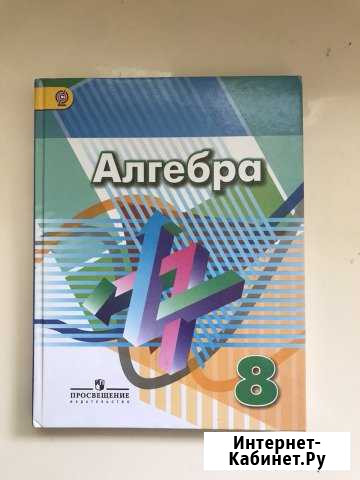 Алгебра
ПРОСВЕЩЕНИЕ
ИЗДАТЕЛЬСТВО
8
Интернет-
Кабинет.Ру